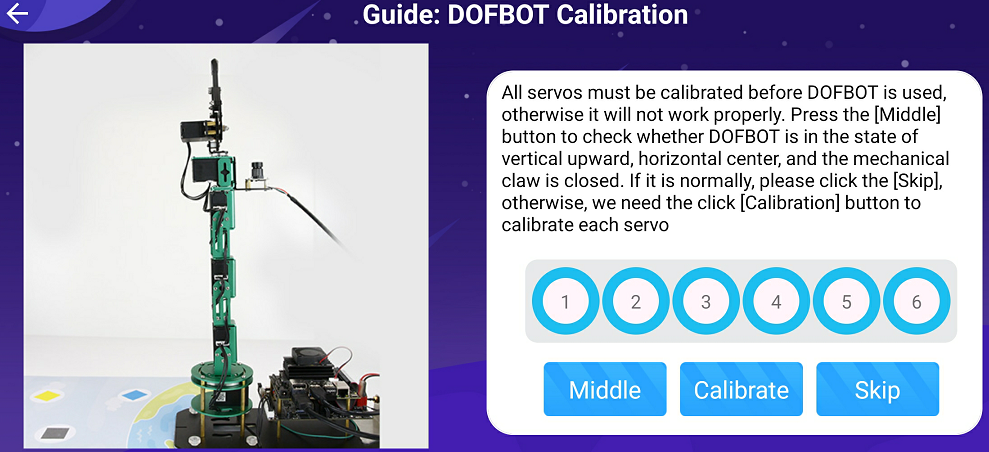 Guide: DOFBOT Calibration
All servos must be calibrated before DOFBOT is used,
otherwise it will not work properly. Press the [Middle]
button to check whether DOFBOT is in the state of
vertical upward, horizontal center, and the mechanical
claw is closed. If it is normally, please click the [Skip],
otherwise, we need the click [Calibration] button to
calibrate each servo
1 2 3 4 5 6
Middle Calibrate Skip